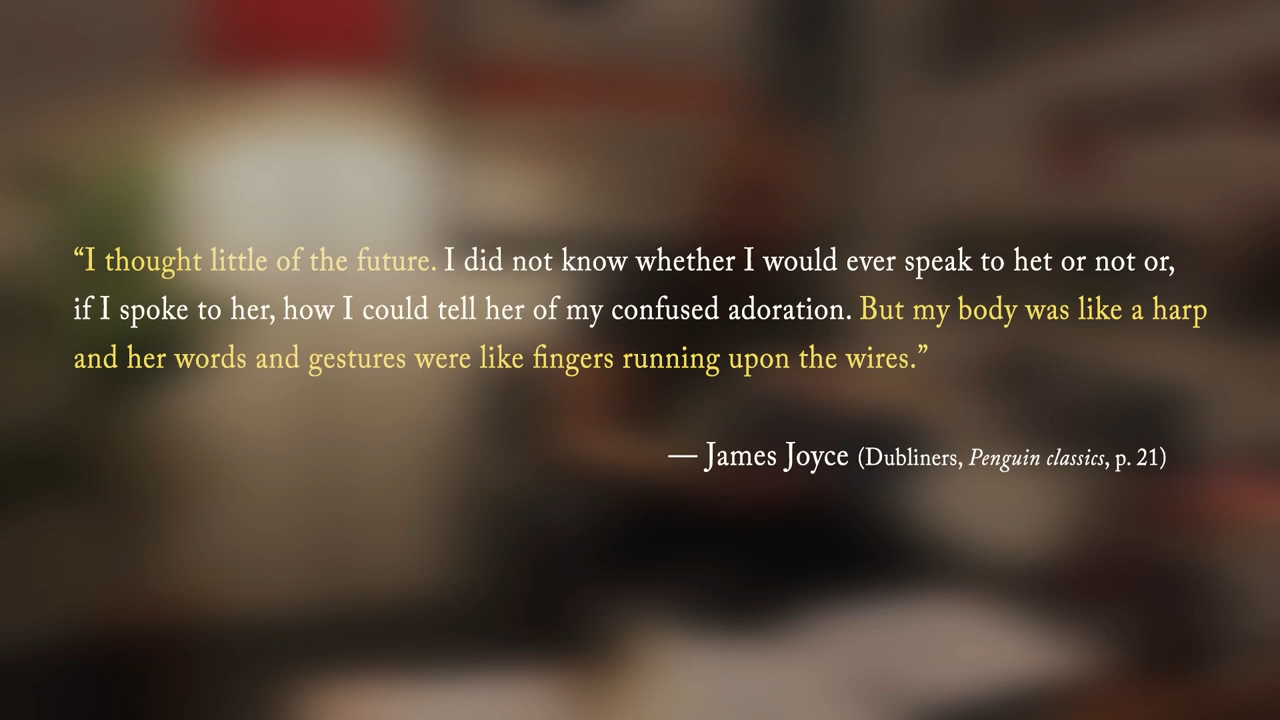 “I thought little of the future. I did not know whether I would ever speak to het or not or,
if I spoke to her, how I could tell her of my confused adoration. But my body was like a harp
and her words and gestures were like fingers running upon the wires.”
— James Joyce (Dubliners, Penguin classics, p. 21)